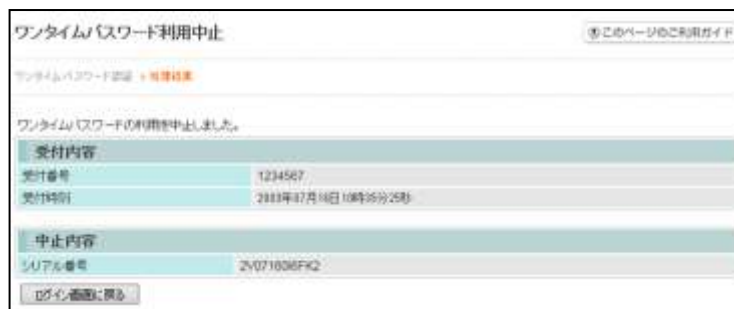 ワンタイムパスワード利用中止
このページのご利用ガイド
ワンタイムパスワード認証 > 処理結果
ワンタイムパスワードの利用を中止しました。
受付内容
受付番号 1234567
受付時刻
中止内容
シリアル番号
ログイン画面に戻る